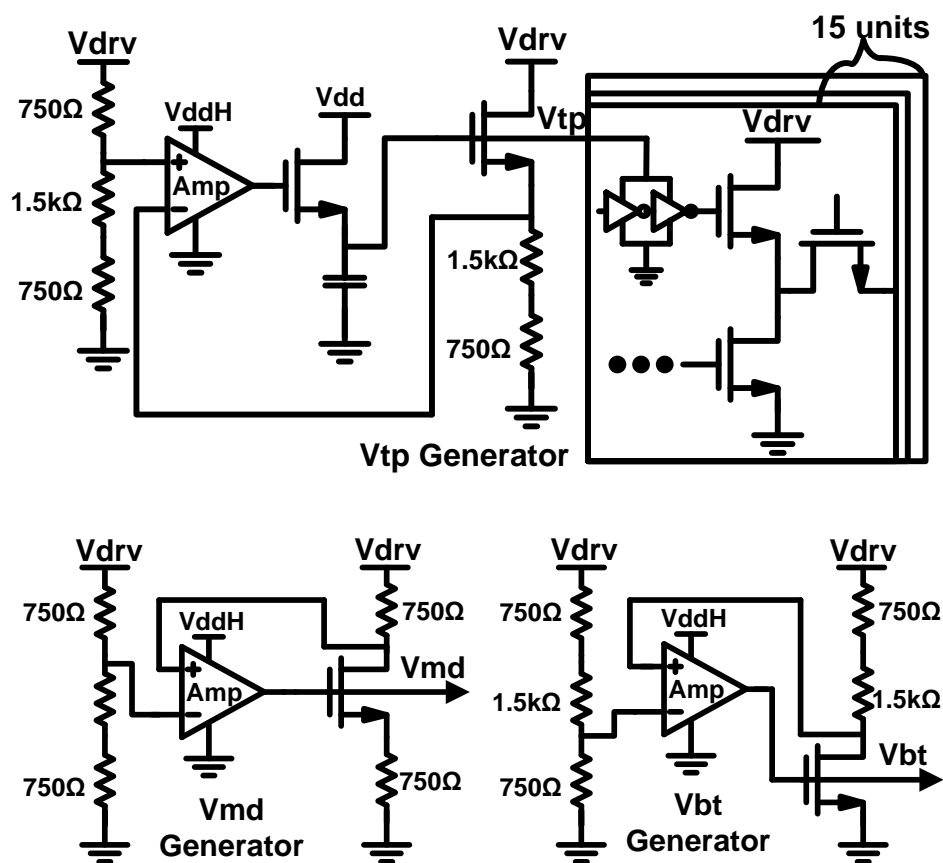 15 units
Vdrv
Vdrv
750Ω
VddH
Vdd
Vtp
Vdrv
Amp
1.5kΩ
1.5kΩ
750Ω
750Ω
Vtp Generator
Vdrv
Vdrv
Vdrv
Vdrv
750Ω
VddH
750Ω
750Ω
VddH
750Ω
Vmd
Amp
Amp
1.5kΩ
1.5kΩ
750Ω
750Ω
750Ω
Vbt
Vmd
Generator
Vbt
Generator